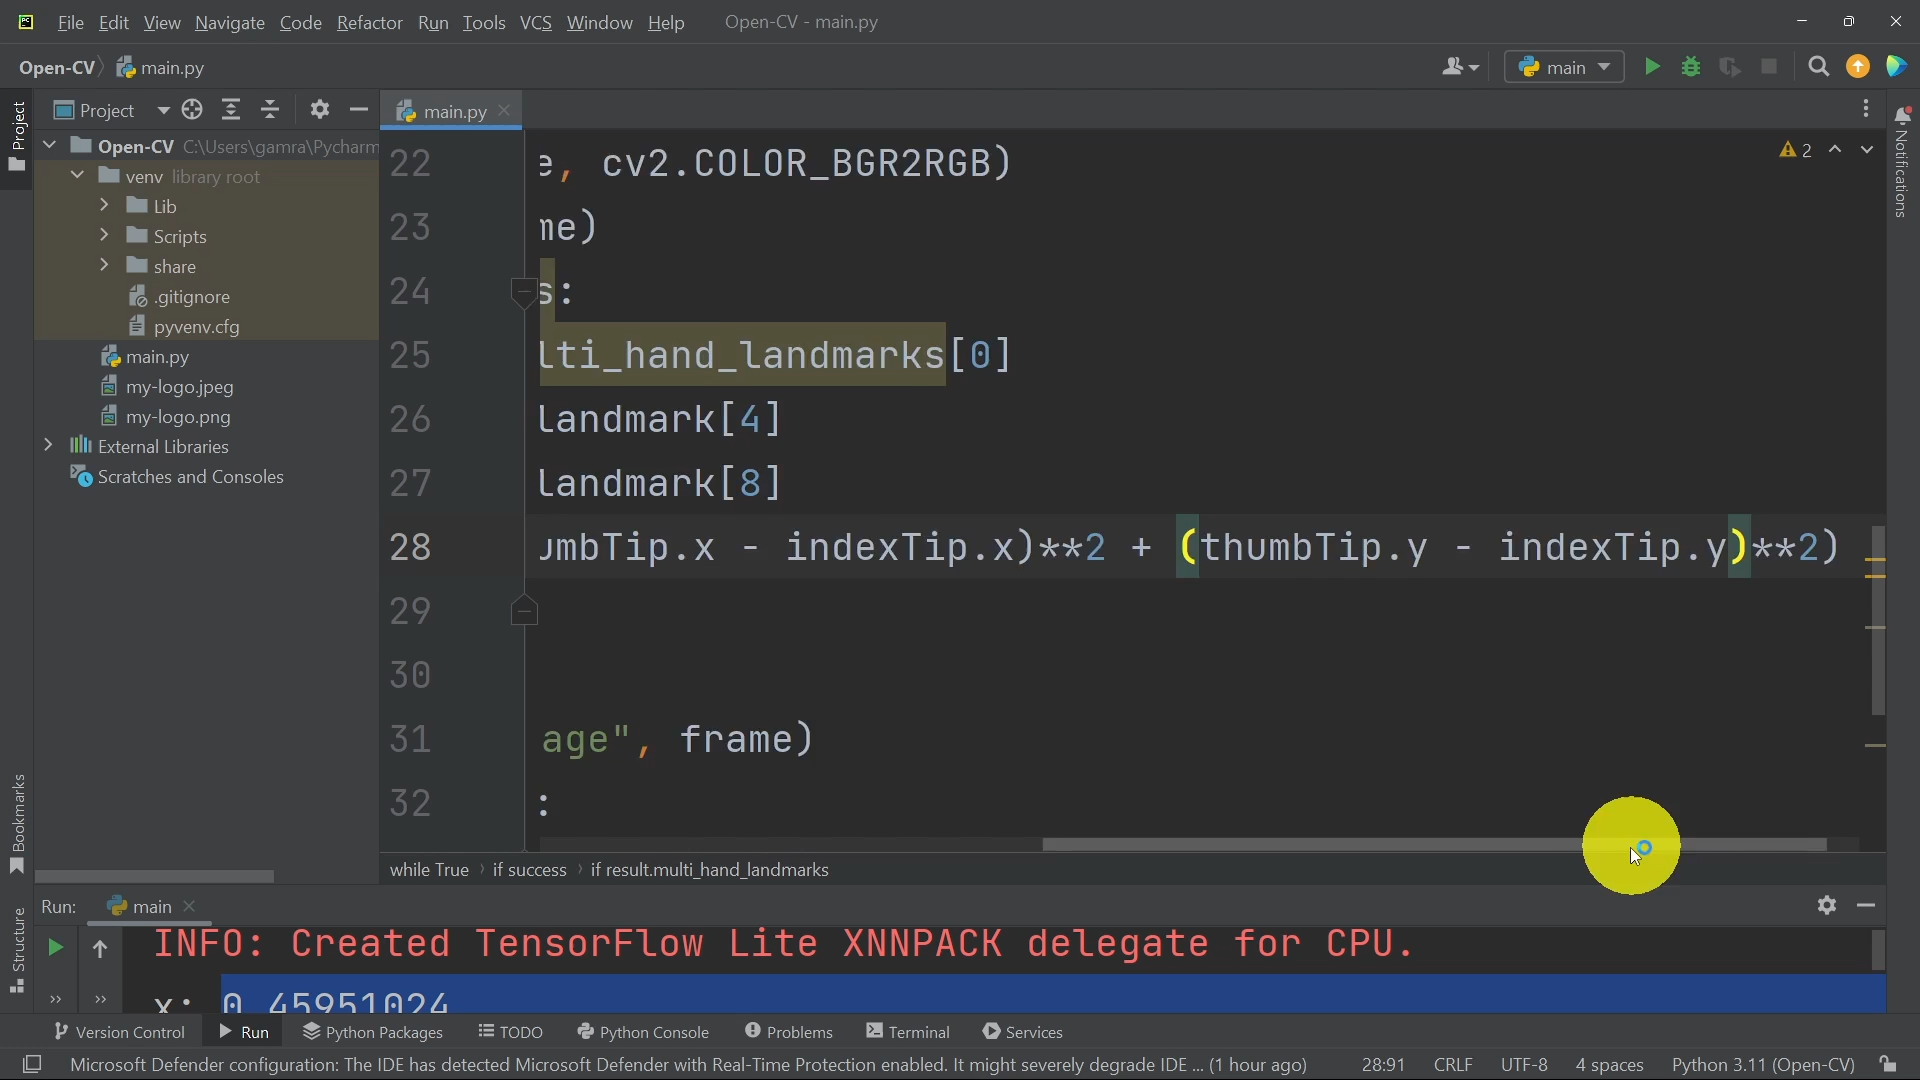 File Edit View Navigate Code Refactor Run Tools VCS Window Help Open-CV - main.py
Open-CV main.py
main
Project
Project
main.py
2
Notifications
Open-CV C:\Users\gamra\Pycharm
venv library root
Lib
Scripts
share
.gitignore
pyvenv.cfg
main.py
my-logo.jpeg
my-logo.png
External Libraries
Scratches and Consoles
22 e, cv2.COLOR_BGR2RGB)
23 me)
24 s:
25 lti_hand_landmarks[0]
26 landmark[4]
27 landmark[8]
28 umbTip.x - indexTip.x)**2 + (thumbTip.y - indexTip.y)**2)
29
30
31 age", frame)
32 :
while True if success if result.multi_hand_landmarks
Bookmarks
Structure
Run: main
INFO: Created TensorFlow Lite XNNPACK delegate for CPU.
x: 0.45951024
Version Control Run Python Packages TODO Python Console Problems Terminal Services
Microsoft Defender configuration: The IDE has detected Microsoft Defender with Real-Time Protection enabled. It might severely degrade IDE ... (1 hour ago) 28:91 CRLF UTF-8 4 spaces Python 3.11 (Open-CV)